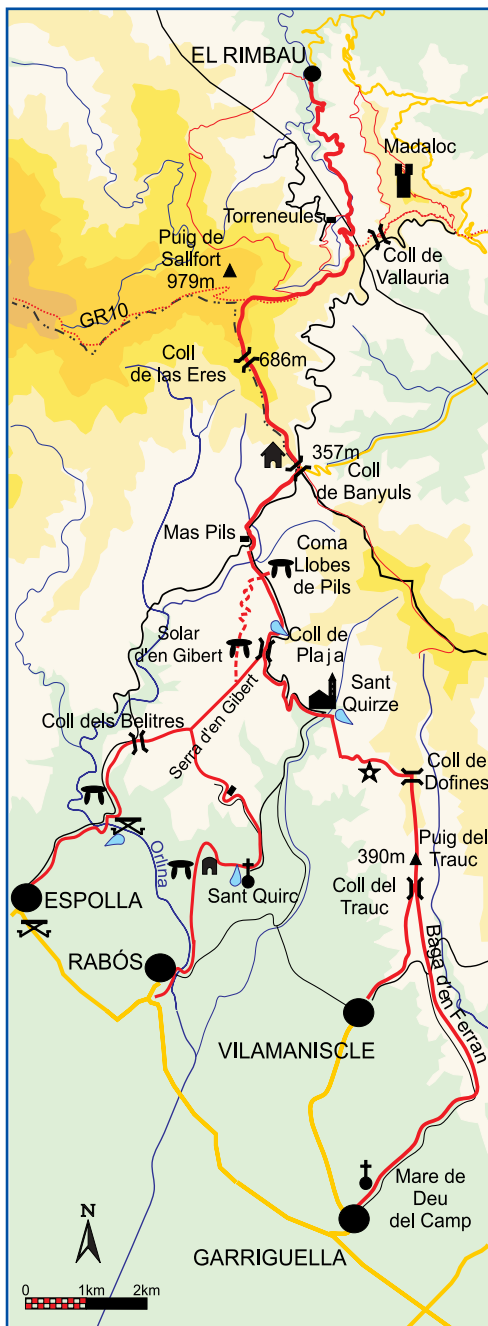 EL RIMBAU
Madaloc
Torreneules
Puig de
Sallfort
979m
Coll de
Vallauria
GR10
Coll
de las Eres
686m
357m
Coll
de Banyuls
Mas Pils
Coma
Llobes
de Pils
Solar
d'en Gibert
Coll de
Plaja
Sant
Quirze
Serra d'en Gibert
Coll dels Belitres
Coll de
Dofines
Puig del
Trauc
390m
Coll del
Trauc
Orlina
ESPOLLA
Sant Quirc
RABÓS
Baga d'en Ferran
VILAMANISCLE
Mare de
Deu
del Camp
GARRIGUELLA
N
0 1km 2km